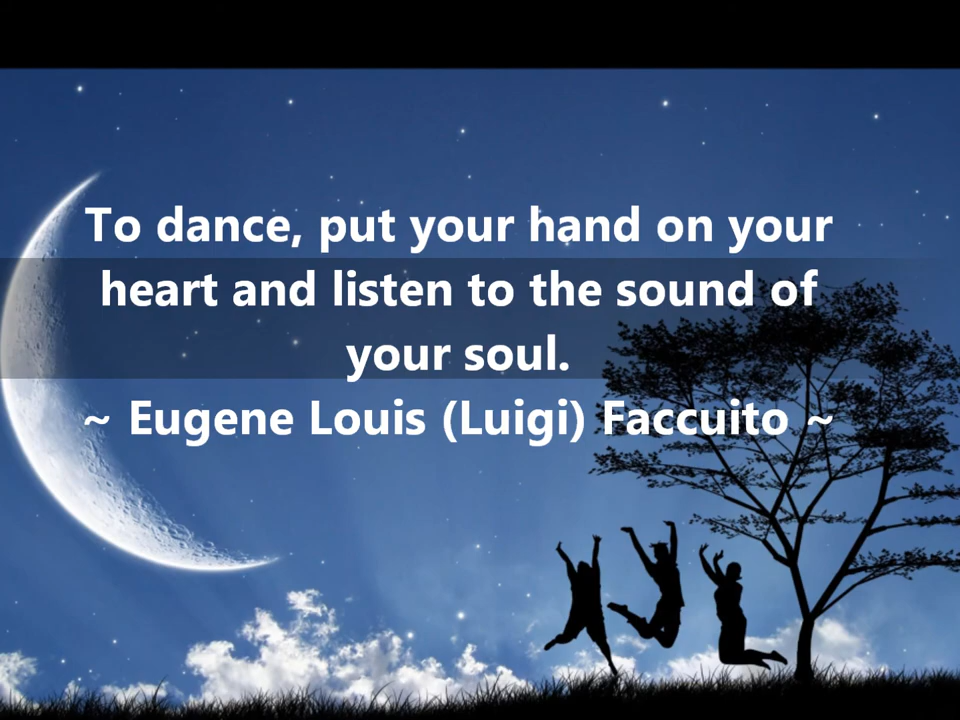 To dance, put your hand on your
heart and listen to the sound of
your soul.
~ Eugene Louis (Luigi) Faccuito ~